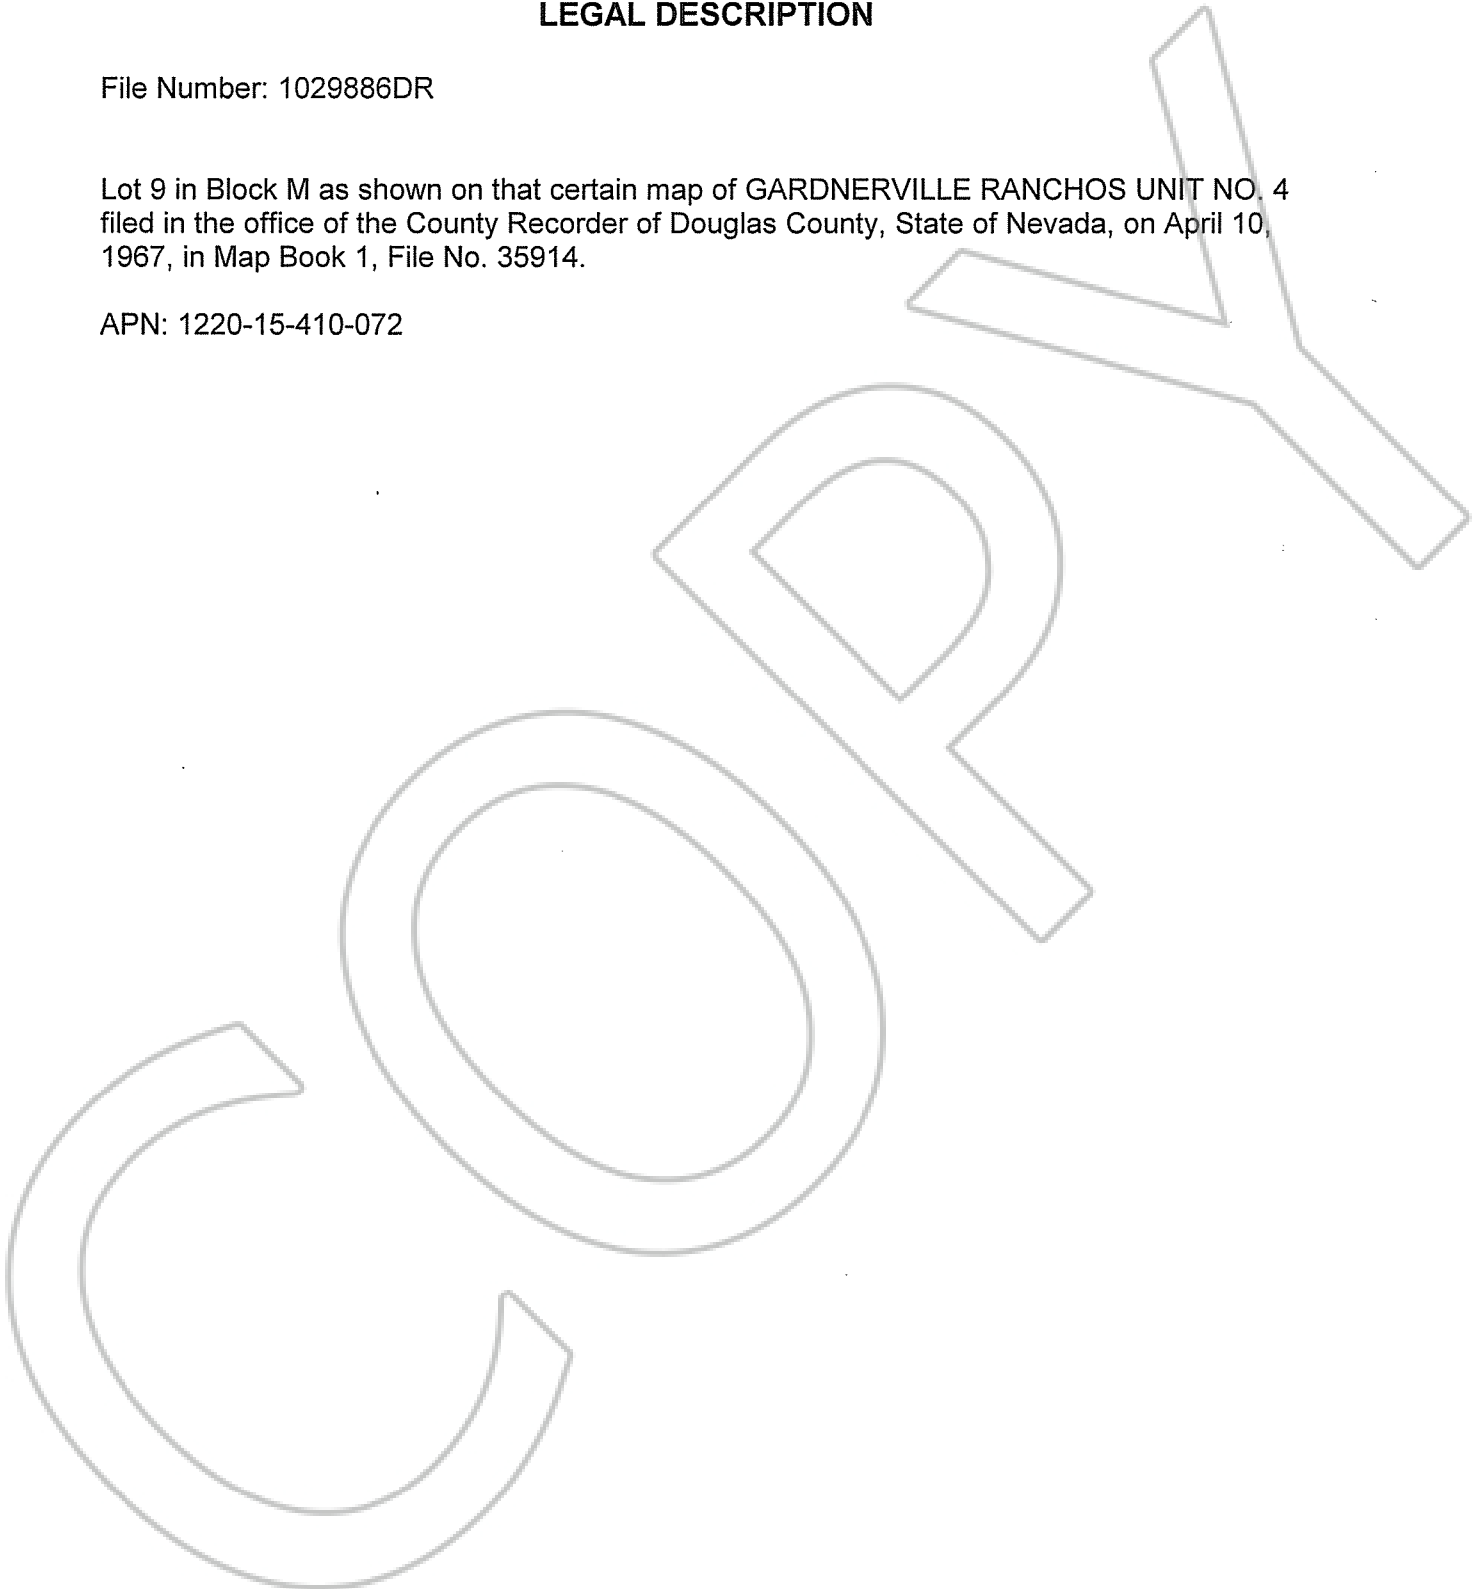 LEGAL DESCRIPTION
File Number: 1029886DR
Lot 9 in Block M as shown on that certain map of GARDNERVILLE RANCHOS UNIT NO. 4
filed in the office of the County Recorder of Douglas County, State of Nevada, on April 10,
1967, in Map Book 1, File No. 35914.
APN: 1220-15-410-072
COPY